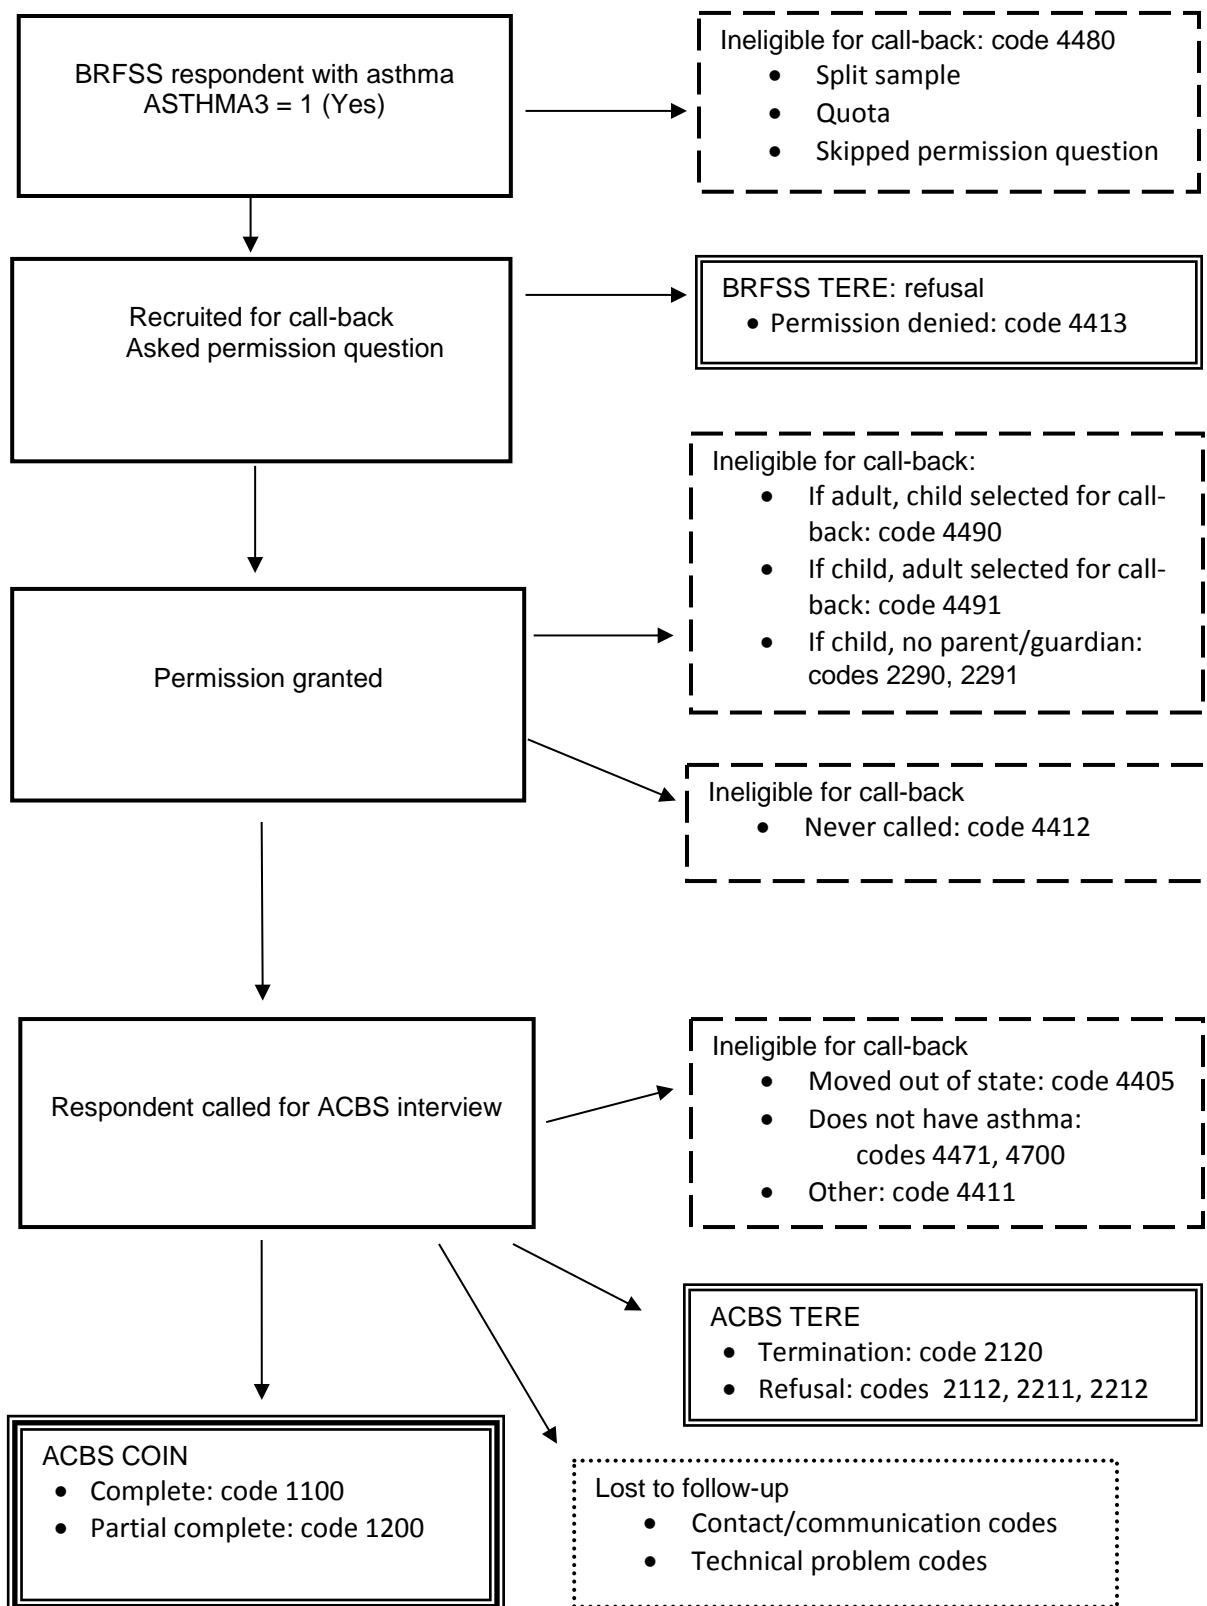 BRFSS respondent with asthma
ASTHMA3 = 1 (Yes)
Ineligible for call-back: code 4480
• Split sample
• Quota
• Skipped permission question
Recruited for call-back
Asked permission question
BRFSS TERE: refusal
• Permission denied: code 4413
Ineligible for call-back:
• If adult, child selected for call-
back: code 4490
• If child, adult selected for call-
back: code 4491
• If child, no parent/guardian:
codes 2290, 2291
Permission granted
Ineligible for call-back
• Never called: code 4412
Respondent called for ACBS interview
Ineligible for call-back
• Moved out of state: code 4405
• Does not have asthma:
codes 4471, 4700
• Other: code 4411
ACBS TERE
• Termination: code 2120
• Refusal: codes 2112, 2211, 2212
ACBS COIN
• Complete: code 1100
• Partial complete: code 1200
Lost to follow-up
• Contact/communication codes
• Technical problem codes